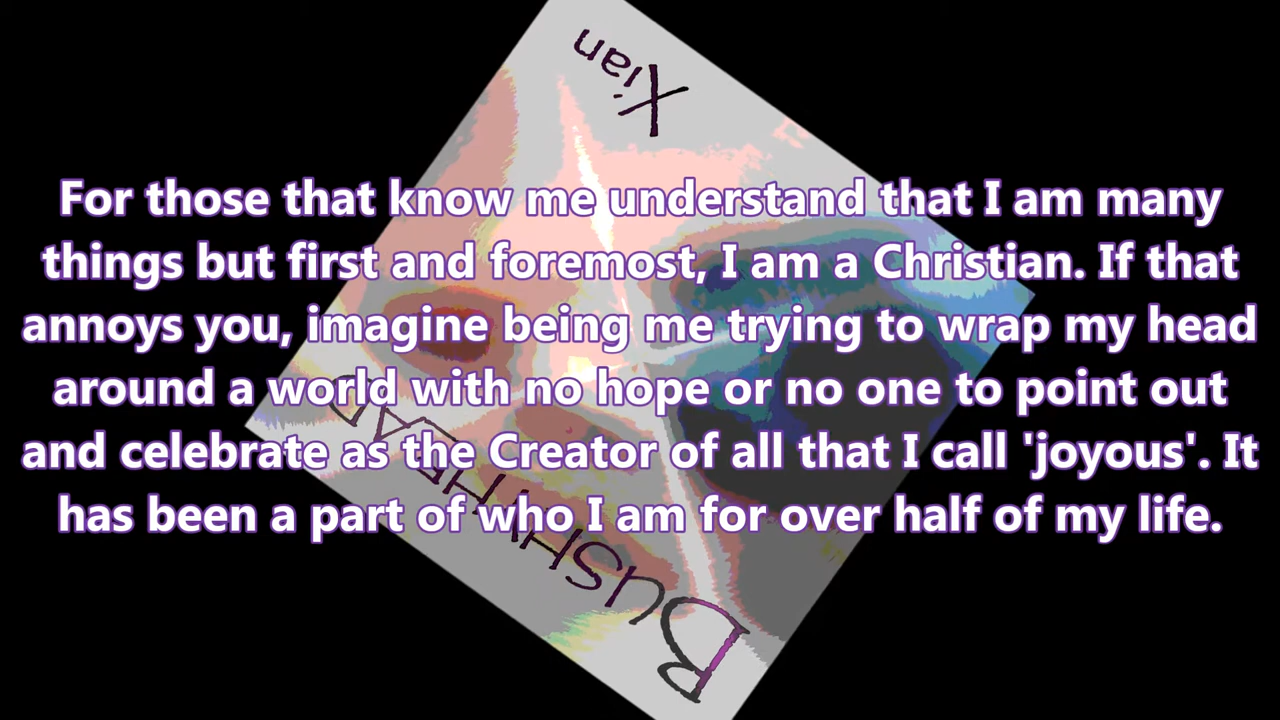 Xian
For those that know me understand that I am many
things but first and foremost, I am a Christian. If that
annoys you, imagine being me trying to wrap my head
around a world with no hope or no one to point out
and celebrate as the Creator of all that I call 'joyous'. It
has been a part of who I am for over half of my life.
BUSHYHEAD